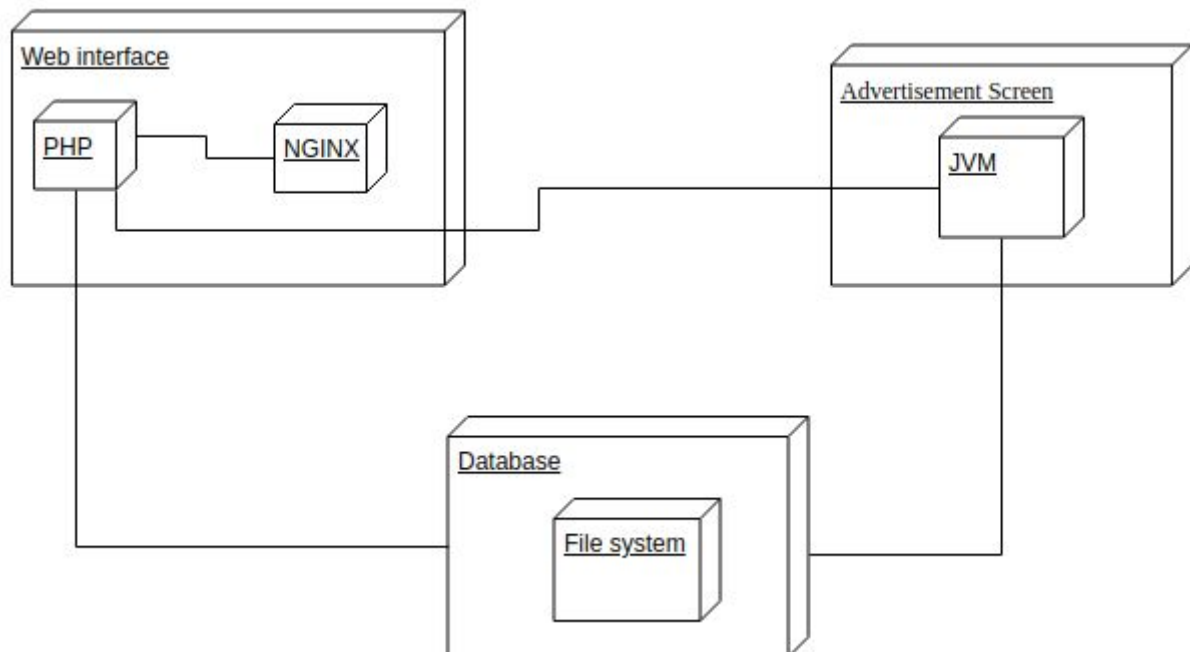 Web interface
PHP
NGINX
Advertisement Screen
JVM
Database
File system